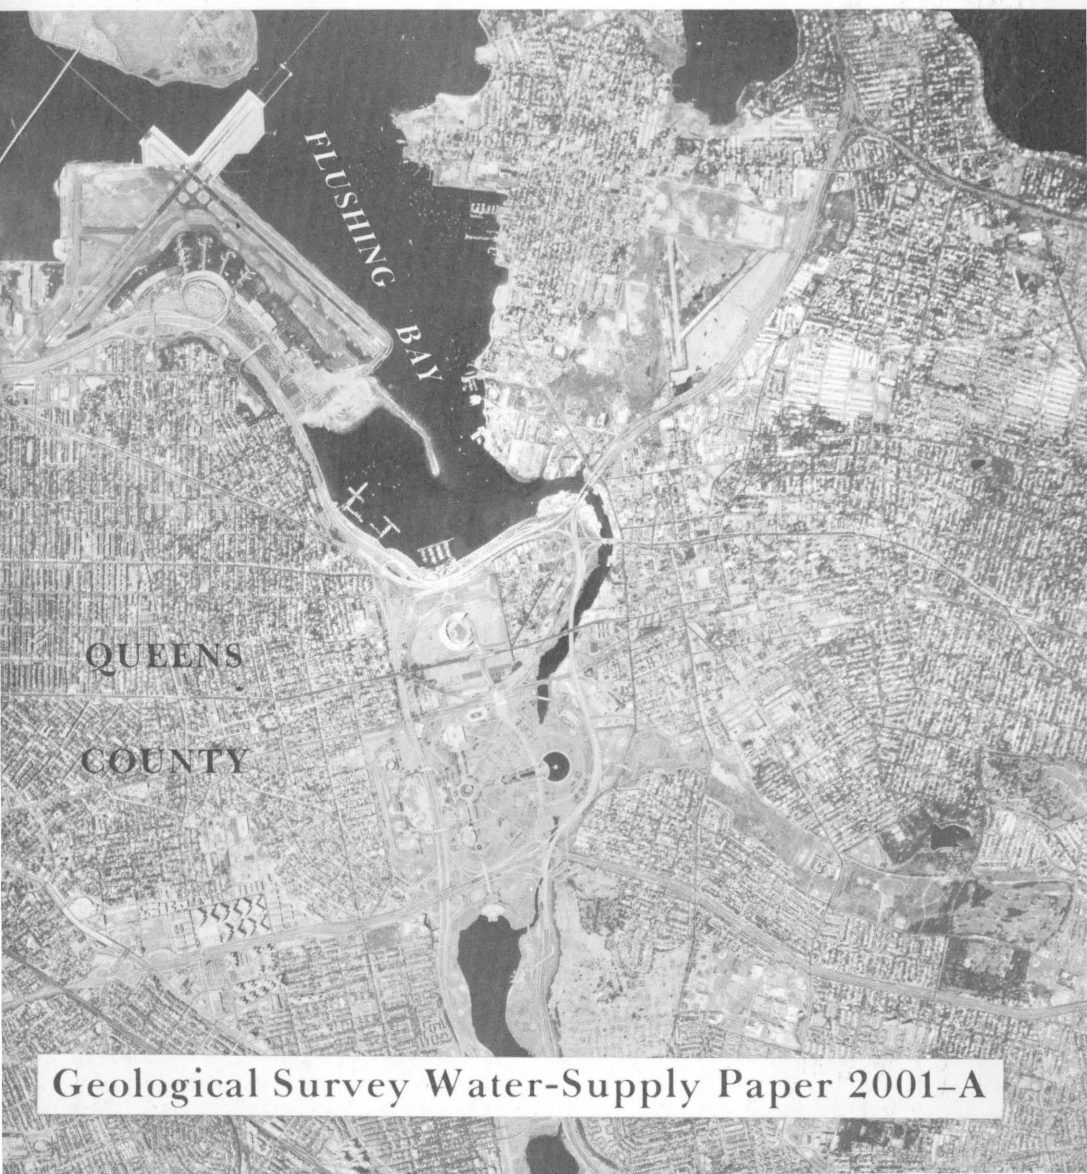 FLUSHING
BAY
QUEENS
COUNTY
Geological Survey Water-Supply Paper 2001–A